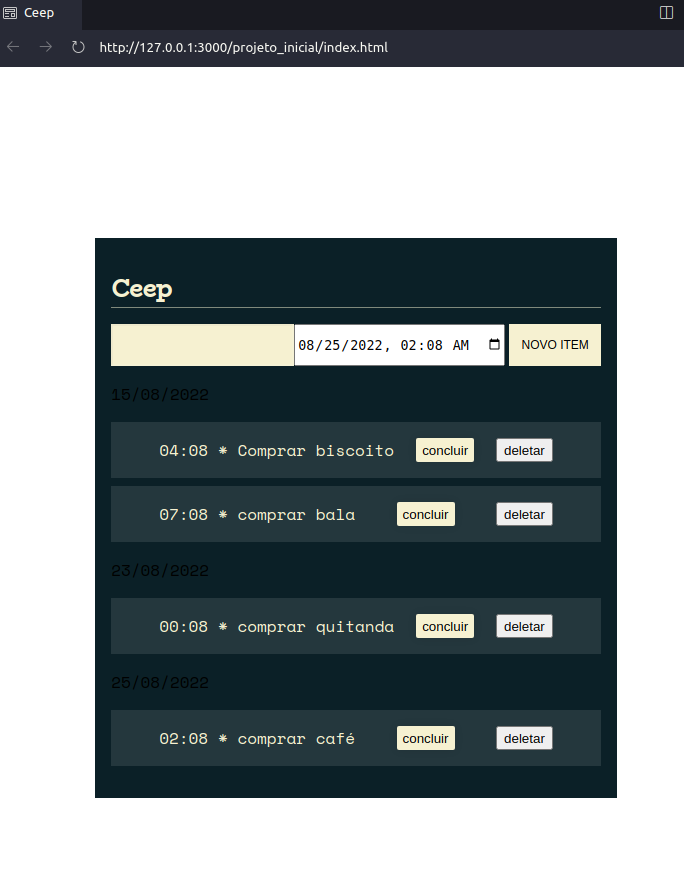 Ceep
http://127.0.0.1:3000/projeto_inicial/index.html
Ceep
08/25/2022, 02:08 AM NOVO ITEM
15/08/2022
04:08 * Comprar biscoito concluir deletar
07:08 * comprar bala concluir deletar
23/08/2022
00:08 * comprar quitanda concluir deletar
25/08/2022
02:08 * comprar café concluir deletar